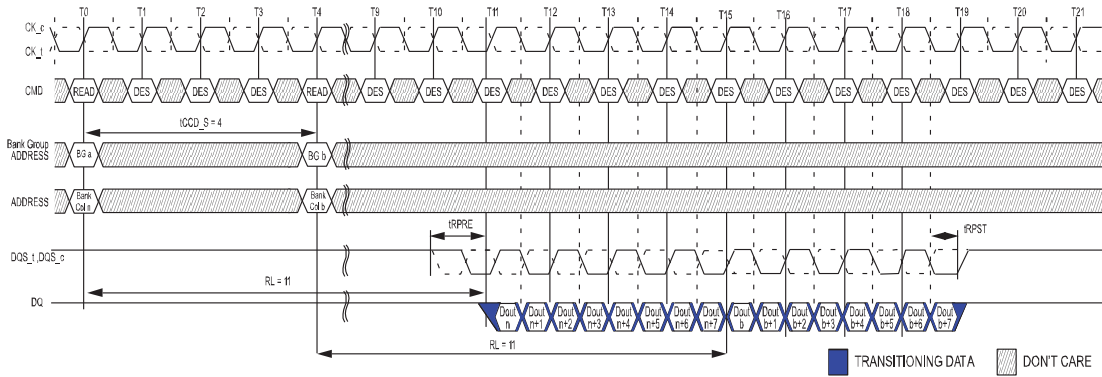 T0 T1 T2 T3 T4 T9 T10 T11 T12 T13 T14 T15 T16 T17 T18 T19 T20 T21
CK_c
CK_t
CMD READ DES DES DES READ DES DES DES DES DES DES DES DES DES DES DES DES DES
tCCD_S = 4
Bank Group
ADDRESS BG a BG b
ADDRESS Bank Col n Bank Col b
tRPRE tRPST
DQS_t,DQS_c
RL = 11
DQ Dout n Dout n+1 Dout n+2 Dout n+3 Dout n+4 Dout n+5 Dout n+6 Dout n+7 Dout b Dout b+1 Dout b+2 Dout b+3 Dout b+4 Dout b+5 Dout b+6 Dout b+7
RL = 11
TRANSITIONING DATA DON'T CARE